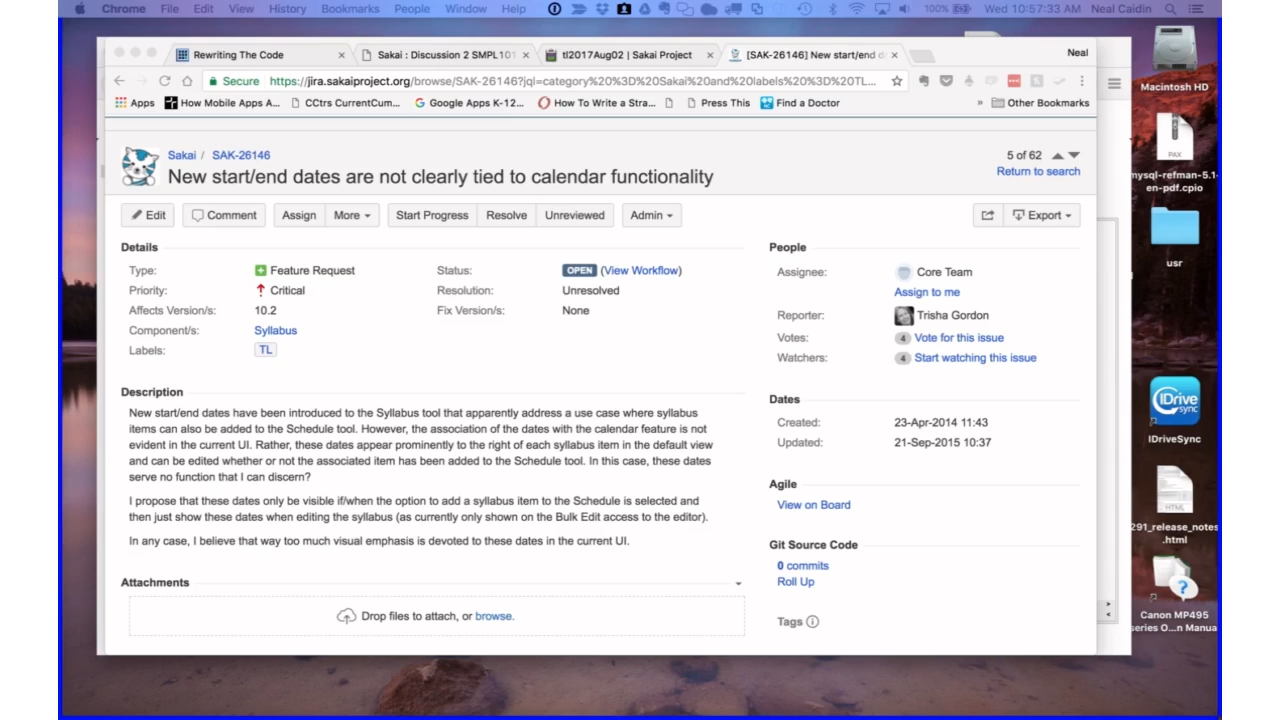 Chrome File Edit View History Bookmarks People Window Help 100% Wed 10:57:33 AM Neal Caidin
Rewriting The Code × Sakai : Discussion 2 SMPL101 × tl2017Aug02 | Sakai Project × [SAK-26146] New start/end d × Neal
Secure https://jira.sakaiproject.org/browse/SAK-26146?jql=category%20%3D%20Sakai%20and%20labels%20%3D%20TL...
Apps How Mobile Apps A... CCtrs CurrentCum... Google Apps K-12... How To Write a Stra... Press This Find a Doctor » Other Bookmarks
Sakai / SAK-26146
New start/end dates are not clearly tied to calendar functionality
5 of 62
Return to search
Edit Comment Assign More Start Progress Resolve Unreviewed Admin Export
Details
Type: Feature Request Status: OPEN (View Workflow)
Priority: Critical Resolution: Unresolved
Affects Version/s: 10.2 Fix Version/s: None
Component/s: Syllabus
Labels: TL
People
Assignee: Core Team
Assign to me
Reporter: Trisha Gordon
Votes: 4 Vote for this issue
Watchers: 4 Start watching this issue
Description
New start/end dates have been introduced to the Syllabus tool that apparently address a use case where syllabus
items can also be added to the Schedule tool. However, the association of the dates with the calendar feature is not
evident in the current UI. Rather, these dates appear prominently to the right of each syllabus item in the default view
and can be edited whether or not the associated item has been added to the Schedule tool. In this case, these dates
serve no function that I can discern?
I propose that these dates only be visible if/when the option to add a syllabus item to the Schedule is selected and
then just show these dates when editing the syllabus (as currently only shown on the Bulk Edit access to the editor).
In any case, I believe that way too much visual emphasis is devoted to these dates in the current UI.
Dates
Created: 23-Apr-2014 11:43
Updated: 21-Sep-2015 10:37
Agile
View on Board
Git Source Code
0 commits
Roll Up
Tags
Attachments
Drop files to attach, or browse.
Macintosh HD
PAX
mysql-refman-5.1-
en-pdf.cpio
usr
IDrive
sync
IDriveSync
HTML
291_release_notes
.html
Canon MP495
series O...n Manua